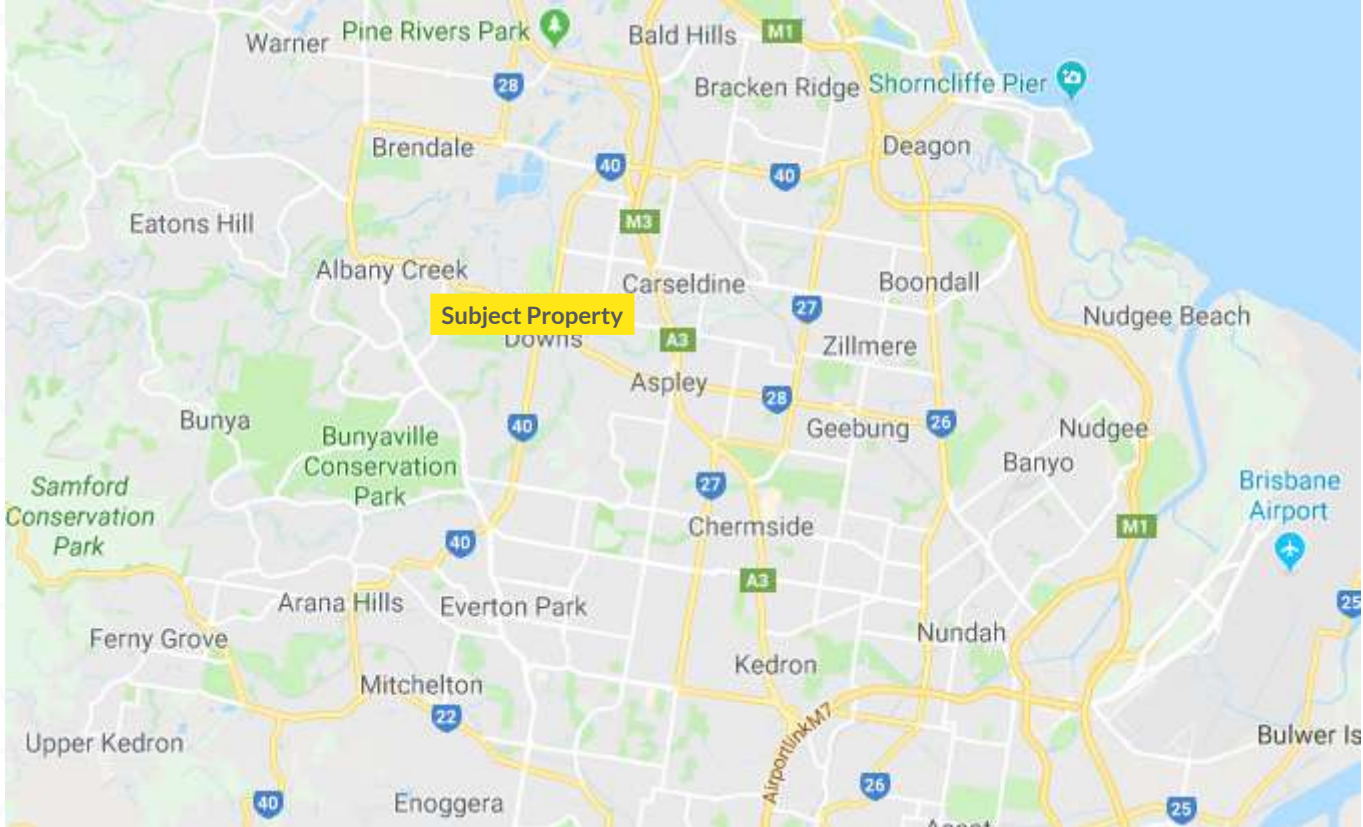 Warner
Pine Rivers Park
Bald Hills
M1
28
Bracken Ridge
Shorncliffe Pier
Brendale
Deagon
40
40
Eatons Hill
M3
Albany Creek
Carseldine
Boondall
Subject Property
27
Nudgee Beach
Downs
A3
Zillmere
Aspley
28
Bunya
40
Geebung
26
Nudgee
Bunyaville
Conservation
Park
Banyo
Samford
Conservation
Park
27
Brisbane
Airport
Chermside
M1
40
A3
Arana Hills
Everton Park
25
Ferny Grove
Nundah
Kedron
Mitchelton
22
AirportlinkM7
Upper Kedron
Bulwer Is
40
Enoggera
26
25